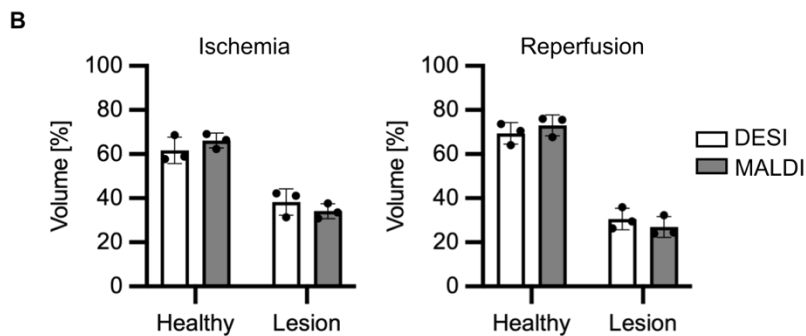 B
Ischemia
Volume [%]
100
80
60
40
20
0
Healthy Lesion
Reperfusion
Volume [%]
100
80
60
40
20
0
Healthy Lesion
DESI
MALDI